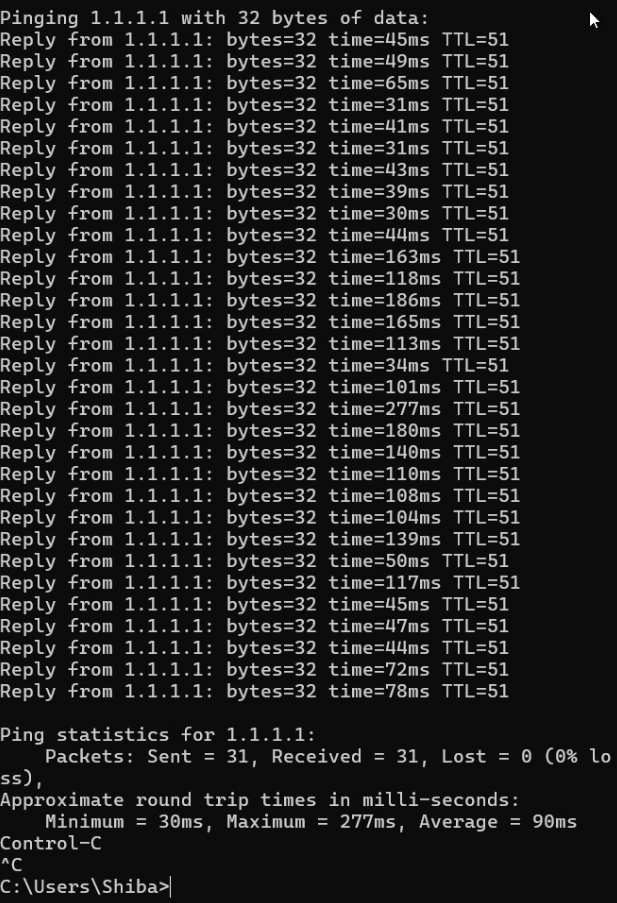 Pinging 1.1.1.1 with 32 bytes of data:
Reply from 1.1.1.1: bytes=32 time=45ms TTL=51
Reply from 1.1.1.1: bytes=32 time=49ms TTL=51
Reply from 1.1.1.1: bytes=32 time=65ms TTL=51
Reply from 1.1.1.1: bytes=32 time=31ms TTL=51
Reply from 1.1.1.1: bytes=32 time=41ms TTL=51
Reply from 1.1.1.1: bytes=32 time=31ms TTL=51
Reply from 1.1.1.1: bytes=32 time=43ms TTL=51
Reply from 1.1.1.1: bytes=32 time=39ms TTL=51
Reply from 1.1.1.1: bytes=32 time=30ms TTL=51
Reply from 1.1.1.1: bytes=32 time=44ms TTL=51
Reply from 1.1.1.1: bytes=32 time=163ms TTL=51
Reply from 1.1.1.1: bytes=32 time=118ms TTL=51
Reply from 1.1.1.1: bytes=32 time=186ms TTL=51
Reply from 1.1.1.1: bytes=32 time=165ms TTL=51
Reply from 1.1.1.1: bytes=32 time=113ms TTL=51
Reply from 1.1.1.1: bytes=32 time=34ms TTL=51
Reply from 1.1.1.1: bytes=32 time=101ms TTL=51
Reply from 1.1.1.1: bytes=32 time=277ms TTL=51
Reply from 1.1.1.1: bytes=32 time=180ms TTL=51
Reply from 1.1.1.1: bytes=32 time=140ms TTL=51
Reply from 1.1.1.1: bytes=32 time=110ms TTL=51
Reply from 1.1.1.1: bytes=32 time=108ms TTL=51
Reply from 1.1.1.1: bytes=32 time=104ms TTL=51
Reply from 1.1.1.1: bytes=32 time=139ms TTL=51
Reply from 1.1.1.1: bytes=32 time=50ms TTL=51
Reply from 1.1.1.1: bytes=32 time=117ms TTL=51
Reply from 1.1.1.1: bytes=32 time=45ms TTL=51
Reply from 1.1.1.1: bytes=32 time=47ms TTL=51
Reply from 1.1.1.1: bytes=32 time=44ms TTL=51
Reply from 1.1.1.1: bytes=32 time=72ms TTL=51
Reply from 1.1.1.1: bytes=32 time=78ms TTL=51

Ping statistics for 1.1.1.1:
    Packets: Sent = 31, Received = 31, Lost = 0 (0% lo
ss),
Approximate round trip times in milli-seconds:
    Minimum = 30ms, Maximum = 277ms, Average = 90ms
Control-C
^C
C:\Users\Shiba>